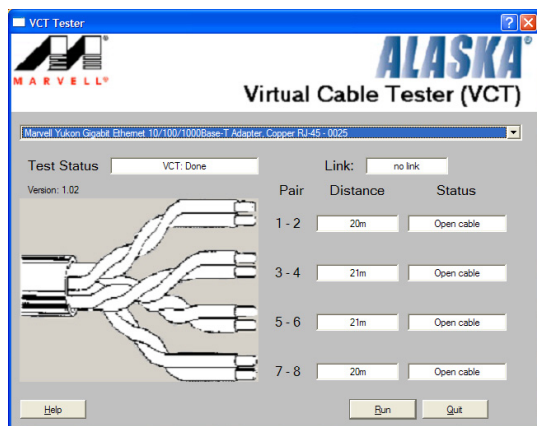 VCT Tester
MARVELL®
ALASKA®
Virtual Cable Tester (VCT)
Marvell Yukon Gigabit Ethernet 10/100/1000Base-T Adapter, Copper RJ-45 - 0025
Test Status VCT: Done Link: no link
Version: 1.02 Pair Distance Status
1 - 2 20m Open cable
3 - 4 21m Open cable
5 - 6 21m Open cable
7 - 8 20m Open cable
Help Run Quit